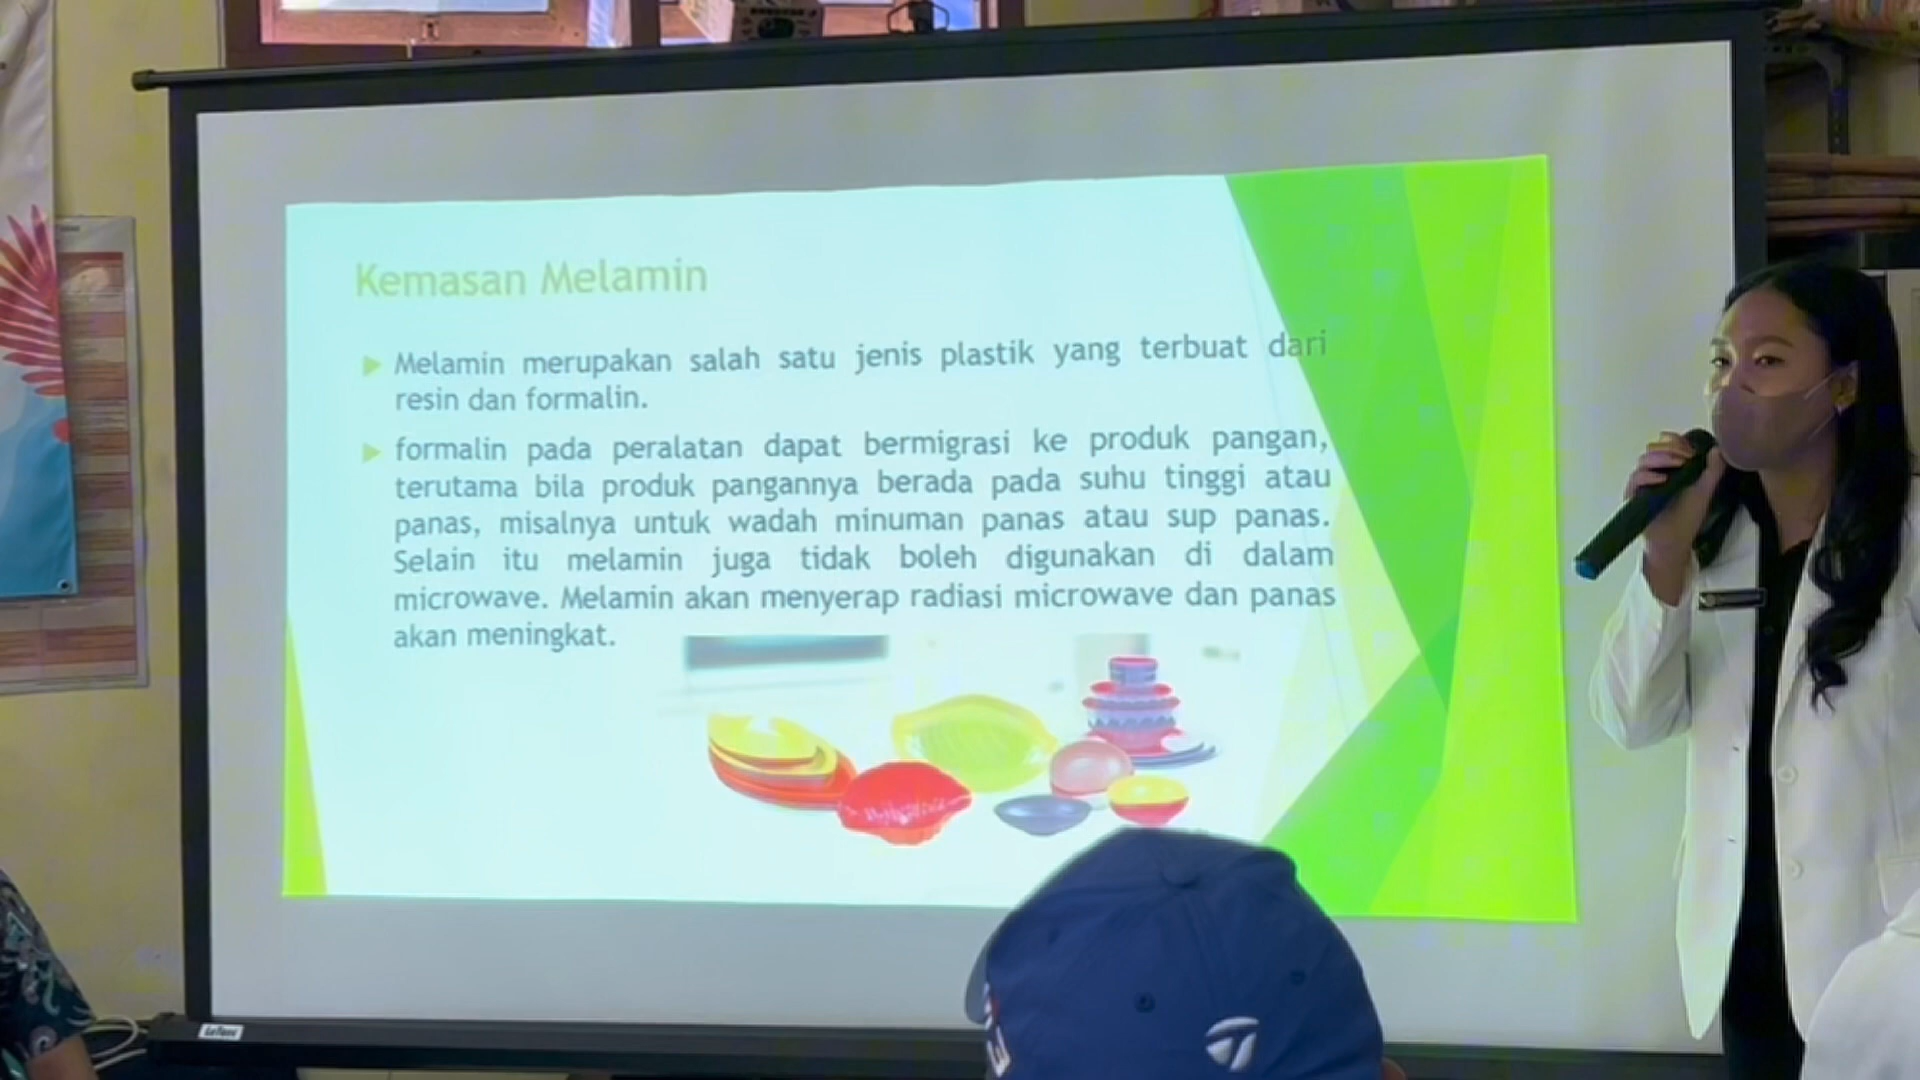 Kemasan Melamin
Melamin merupakan salah satu jenis plastik yang terbuat dari
resin dan formalin.
formalin pada peralatan dapat bermigrasi ke produk pangan,
terutama bila produk pangannya berada pada suhu tinggi atau
panas, misalnya untuk wadah minuman panas atau sup panas.
Selain itu melamin juga tidak boleh digunakan di dalam
microwave. Melamin akan menyerap radiasi microwave dan panas
akan meningkat.